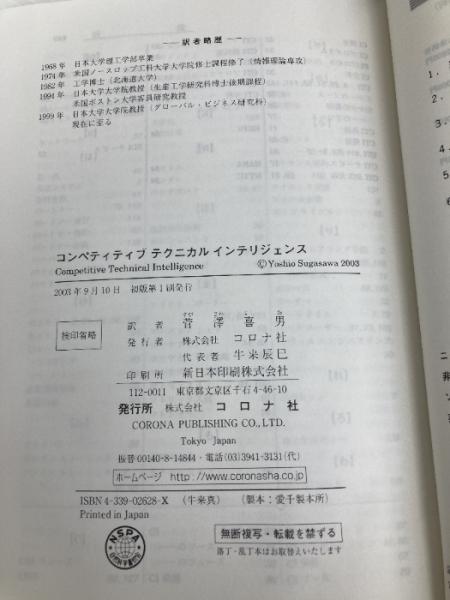 訳者略歴
1968年 日本大学理工学部卒業
1974年 米国ノースロップ工科大学大学院修士課程修了（情報理論専攻）
1982年 工学博士（北海道大学）
1994年 日本大学大学院教授（生産工学研究科博士後期課程）
米国ボストン大学客員研究教授
1999年 日本大学大学院教授（グローバル・ビジネス研究科）
現在に至る
コンペティティブ テクニカル インテリジェンス
Competitive Technical Intelligence
©Yoshio Sugasawa 2003
2003年9月10日 初版第1刷発行
検印省略
訳者 菅澤喜男
発行者 株式会社 コロナ社
代表者 牛来辰巳
印刷所 新日本印刷株式会社
112-0011 東京都文京区千石4-46-10
発行所 株式会社 コロナ社
CORONA PUBLISHING CO., LTD.
Tokyo Japan
振替00140-8-14844・電話(03)3941-3131(代)
ホームページ http://www.coronasha.co.jp
ISBN4-339-02628-X （牛来真） （製本：愛千製本所）
Printed in Japan
NSPA
無断複写・転載を禁ずる
落丁・乱丁本はお取替えいたします